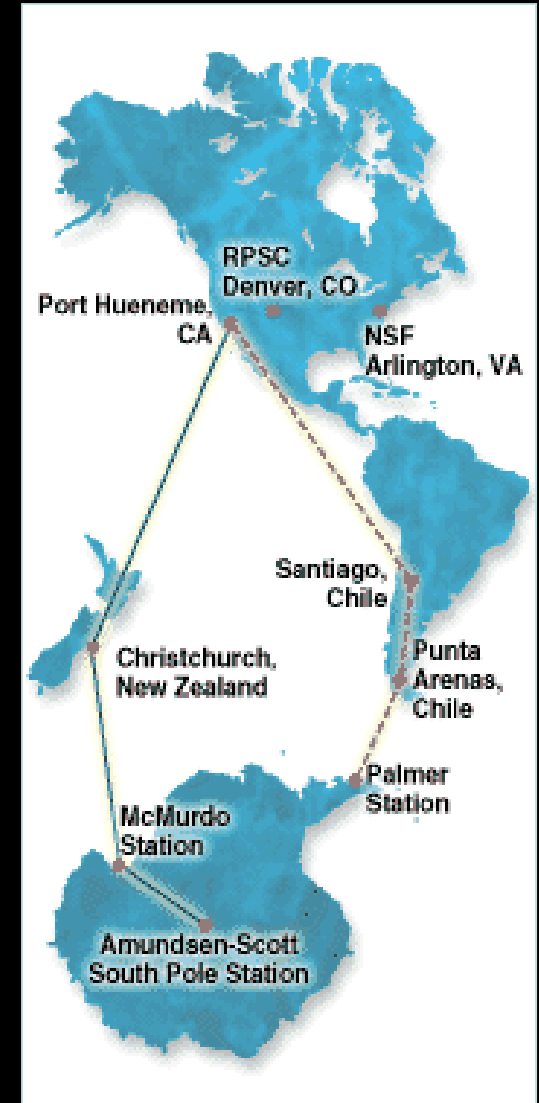 RPSC
Denver, CO
Port Hueneme,
CA
NSF
Arlington, VA
Santiago,
Chile
Christchurch,
New Zealand
Punta
Arenas,
Chile
Palmer
Station
McMurdo
Station
Amundsen-Scott
South Pole Station